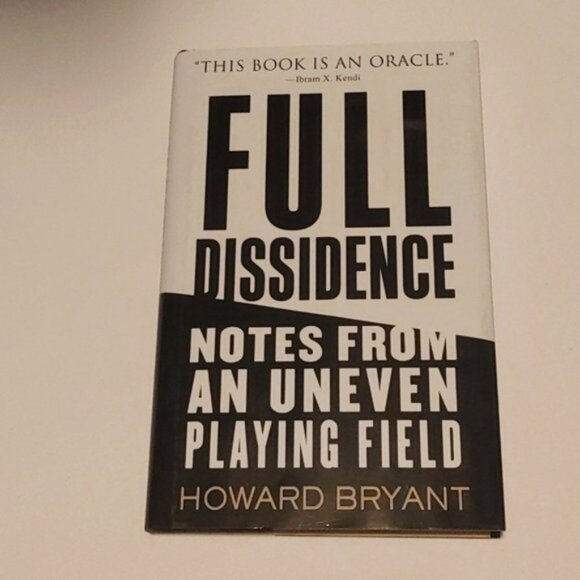 "THIS BOOK IS AN ORACLE."
—Ibram X. Kendi
FULL
DISSIDENCE
NOTES FROM
AN UNEVEN
PLAYING FIELD
HOWARD BRYANT